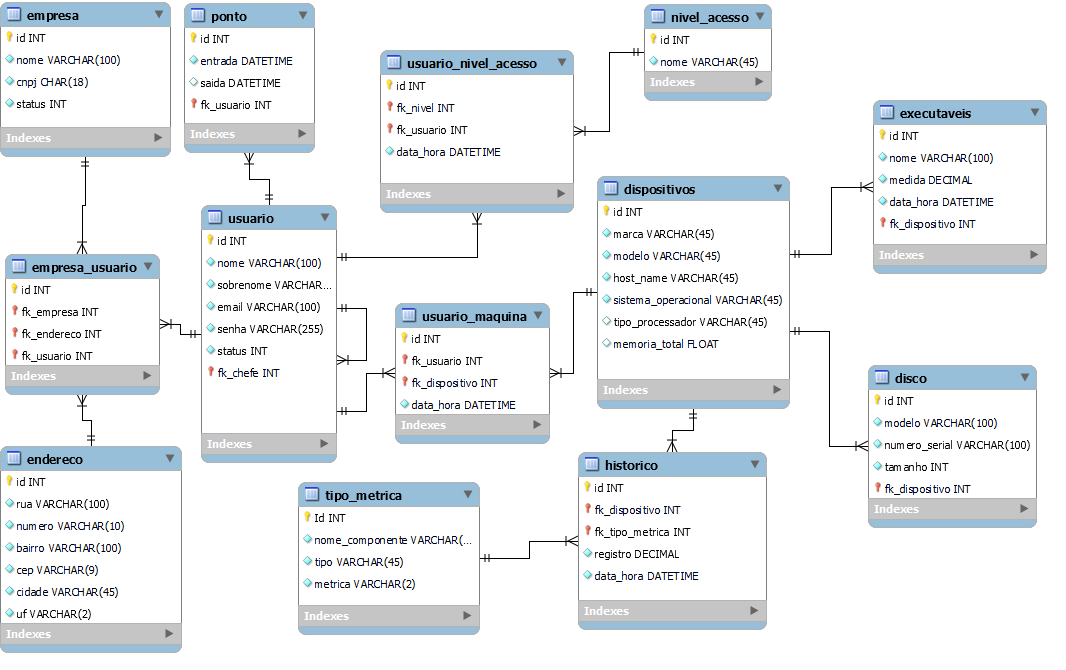 empresa
id INT
nome VARCHAR(100)
cnpj CHAR(18)
status INT
Indexes
ponto
id INT
entrada DATETIME
saida DATETIME
fk_usuario INT
Indexes
usuario_nivel_acesso
id INT
fk_nivel INT
fk_usuario INT
data_hora DATETIME
Indexes
nivel_acesso
id INT
nome VARCHAR(45)
Indexes
executaveis
id INT
nome VARCHAR(100)
medida DECIMAL
data_hora DATETIME
fk_dispositivo INT
Indexes
dispositivos
id INT
marca VARCHAR(45)
modelo VARCHAR(45)
host_name VARCHAR(45)
sistema_operacional VARCHAR(45)
tipo_processador VARCHAR(45)
memoria_total FLOAT
Indexes
usuario
id INT
nome VARCHAR(100)
sobrenome VARCHAR...
email VARCHAR(100)
senha VARCHAR(255)
status INT
fk_chefe INT
Indexes
empresa_usuario
id INT
fk_empresa INT
fk_endereco INT
fk_usuario INT
Indexes
usuario_maquina
id INT
fk_usuario INT
fk_dispositivo INT
data_hora DATETIME
Indexes
disco
id INT
modelo VARCHAR(100)
numero_serial VARCHAR(100)
tamanho INT
fk_dispositivo INT
Indexes
endereco
id INT
rua VARCHAR(100)
numero VARCHAR(10)
bairro VARCHAR(100)
cep VARCHAR(9)
cidade VARCHAR(45)
uf VARCHAR(2)
Indexes
tipo_metrica
Id INT
nome_componente VARCHAR(...
tipo VARCHAR(45)
metrica VARCHAR(2)
Indexes
historico
id INT
fk_dispositivo INT
fk_tipo_metrica INT
registro DECIMAL
data_hora DATETIME
Indexes